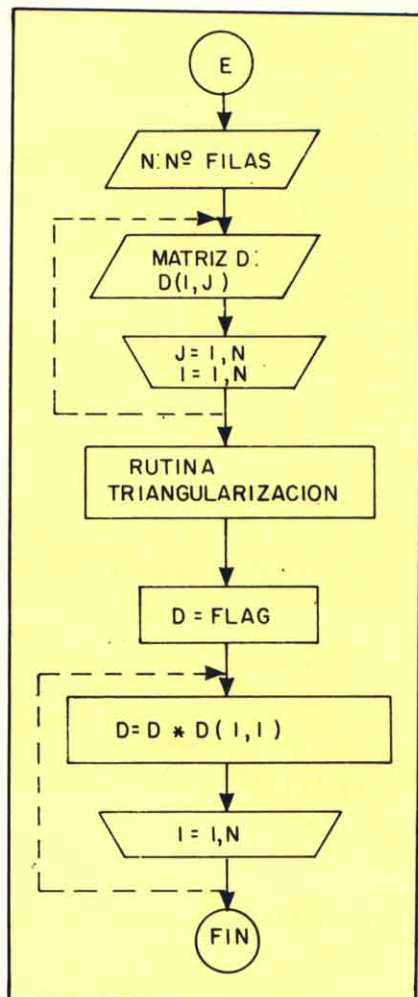 E
N: Nº FILAS
MATRIZ D:
D(I,J)
J = 1,N
I = 1,N
RUTINA
TRIANGULARIZACION
D = FLAG
D = D * D(I,I)
I = 1,N
FIN